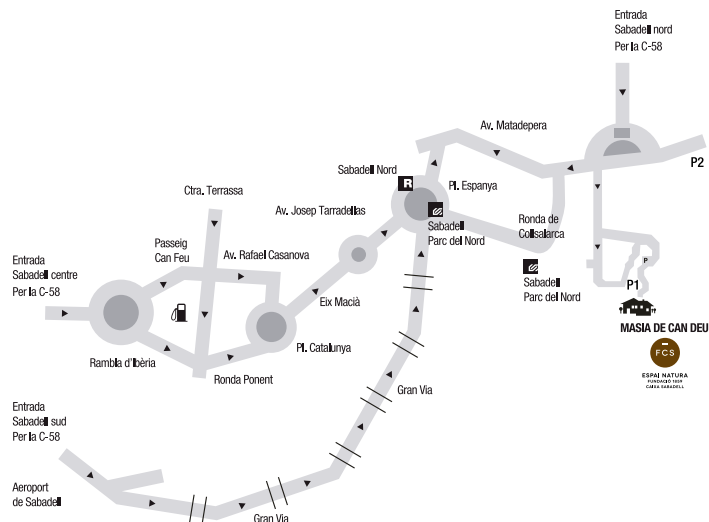 Entrada
Sabadell nord
Per la C-58
Av. Matadepera
P2
Sabadell Nord
R
Pl. Espanya
Ctra. Terrassa
Av. Josep Tarradellas
Sabadell
Parc del Nord
Ronda de
Collsalarca
Passeig
Can Feu
Av. Rafael Casanova
Entrada
Sabadell centre
Per la C-58
Eix Macià
Sabadell
Parc del Nord
P
P1
MASIA DE CAN DEU
FCS
ESPAI NATURA
FUNDACIÓ 1859
CAIXA SABADELL
Rambla d'Ibèria
Pl. Catalunya
Ronda Ponent
Gran Via
Entrada
Sabadell sud
Per la C-58
Aeroport
de Sabadell
Gran Via